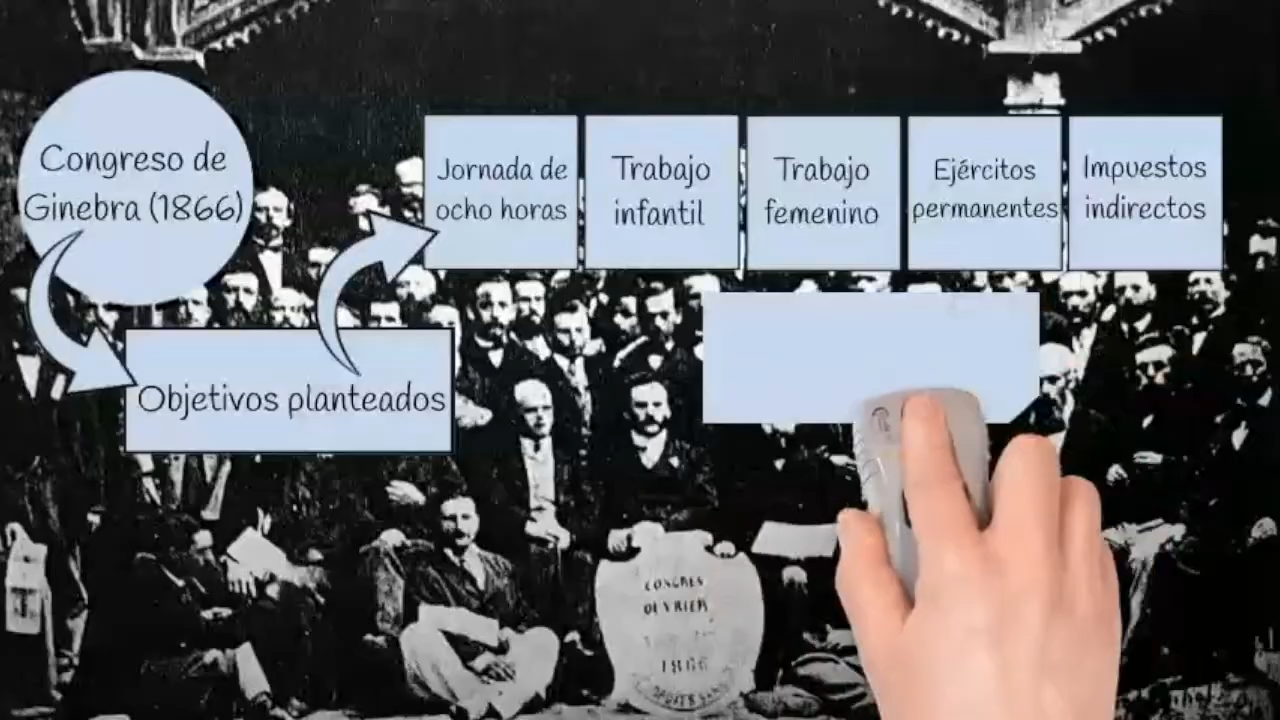 Congreso de
Ginebra (1866)
Objetivos planteados
Jornada de
ocho horas
Trabajo
infantil
Trabajo
femenino
Ejércitos
permanentes
Impuestos
indirectos
CONGRES
OUVRIER
1866